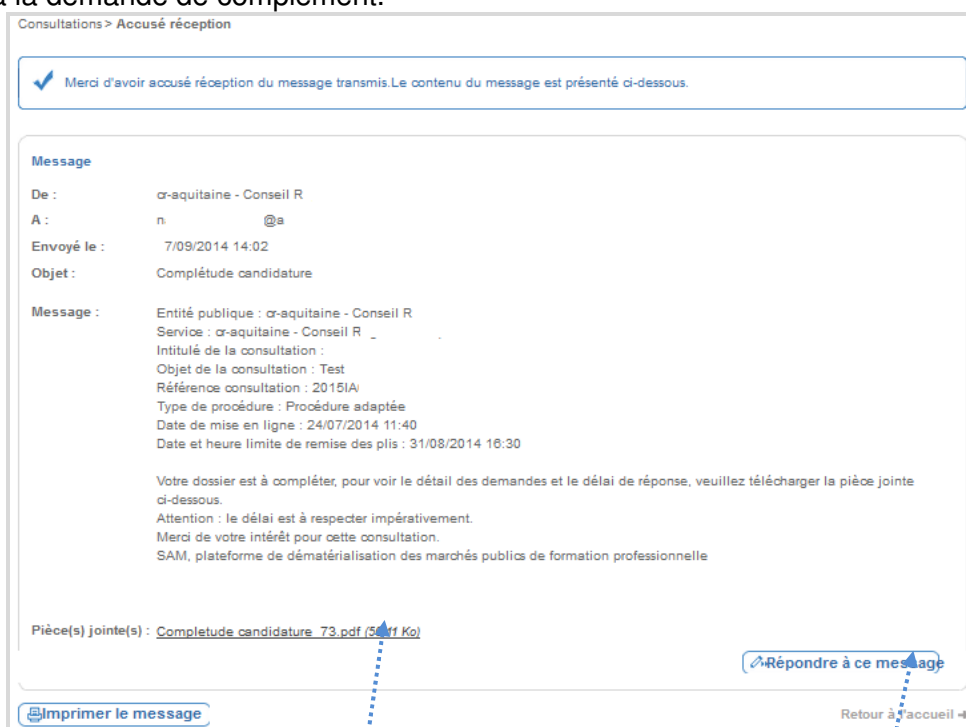 à la demande de complément.
Consultations > Accusé réception
Merci d'avoir accusé réception du message transmis.Le contenu du message est présenté ci-dessous.
Message
De : cr-aquitaine - Conseil R
A : n @a
Envoyé le : 7/09/2014 14:02
Objet : Complétude candidature
Message : Entité publique : cr-aquitaine - Conseil R
Service : cr-aquitaine - Conseil R
Intitulé de la consultation :
Objet de la consultation : Test
Référence consultation : 2015IA
Type de procédure : Procédure adaptée
Date de mise en ligne : 24/07/2014 11:40
Date et heure limite de remise des plis : 31/08/2014 16:30
Votre dossier est à compléter, pour voir le détail des demandes et le délai de réponse, veuillez télécharger la pièce jointe
ci-dessous.
Attention : le délai est à respecter impérativement.
Merci de votre intérêt pour cette consultation.
SAM, plateforme de dématérialisation des marchés publics de formation professionnelle
Pièce(s) jointe(s) : Completude candidature_73.pdf Ko)
Répondre à ce message
Imprimer le message
Retour à l'accueil